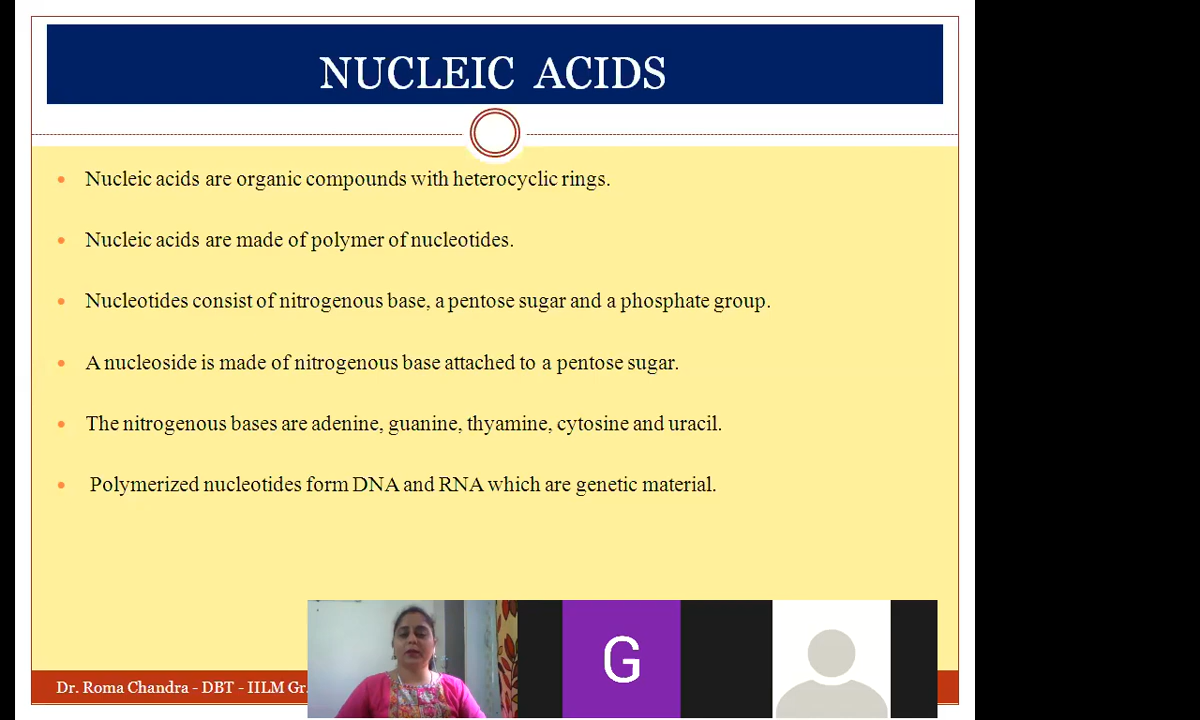 NUCLEIC ACIDS
Nucleic acids are organic compounds with heterocyclic rings.
Nucleic acids are made of polymer of nucleotides.
Nucleotides consist of nitrogenous base, a pentose sugar and a phosphate group.
A nucleoside is made of nitrogenous base attached to a pentose sugar.
The nitrogenous bases are adenine, guanine, thyamine, cytosine and uracil.
Polymerized nucleotides form DNA and RNA which are genetic material.
Dr. Roma Chandra - DBT - IILM Gr.
G